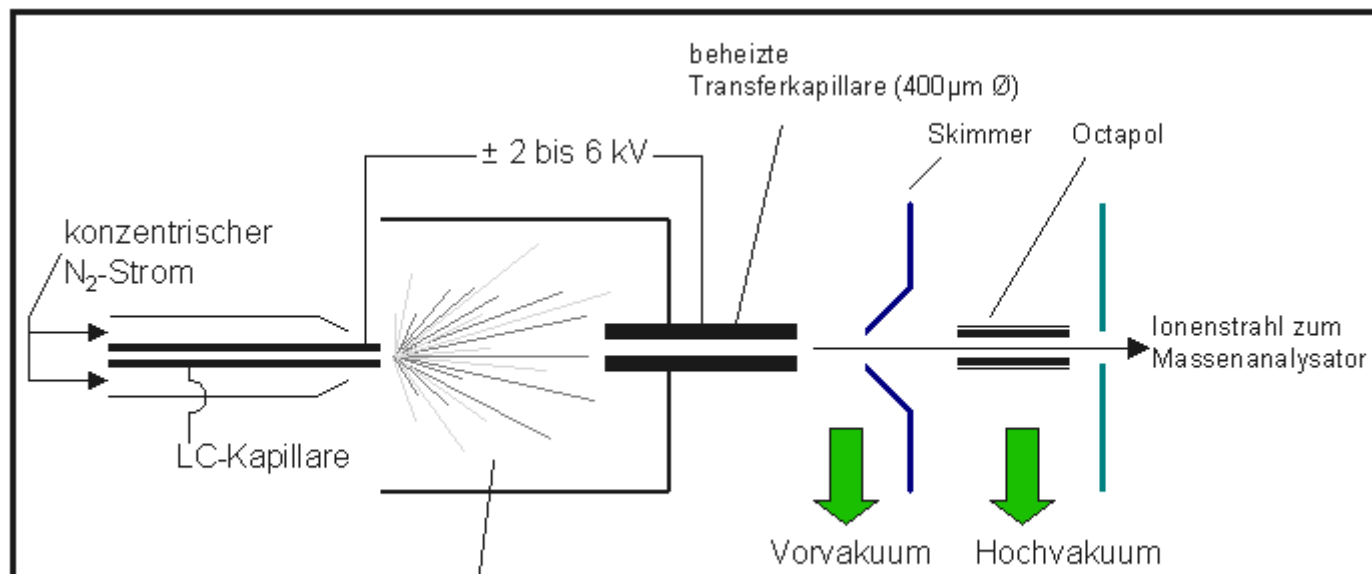 beheizte
Transferkapillare (400µm Ø)
Skimmer
Octapol
± 2 bis 6 kV
konzentrischer
N₂-Strom
Ionenstrahl zum
Massenanalysator
LC-Kapillare
Vorvakuum
Hochvakuum